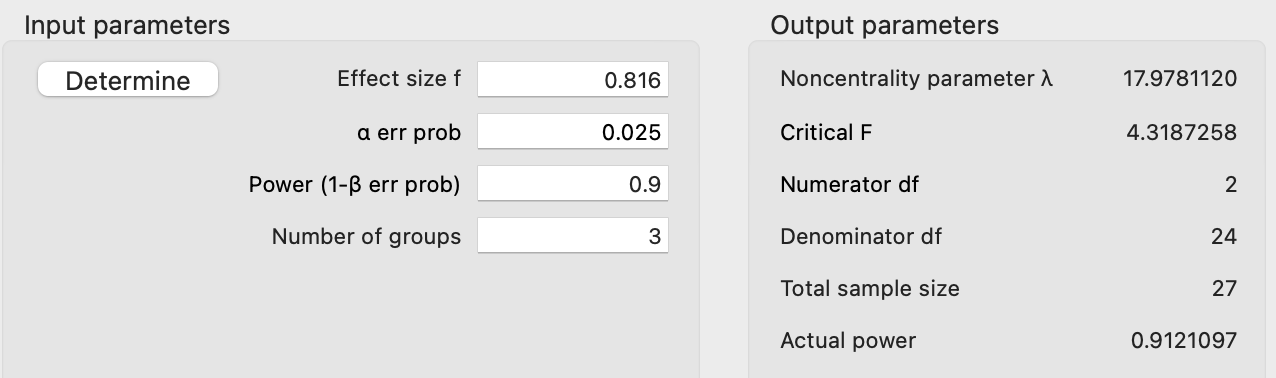 Input parameters
Determine
Effect size f 0.816
α err prob 0.025
Power (1-β err prob) 0.9
Number of groups 3
Output parameters
Noncentrality parameter λ 17.9781120
Critical F 4.3187258
Numerator df 2
Denominator df 24
Total sample size 27
Actual power 0.9121097